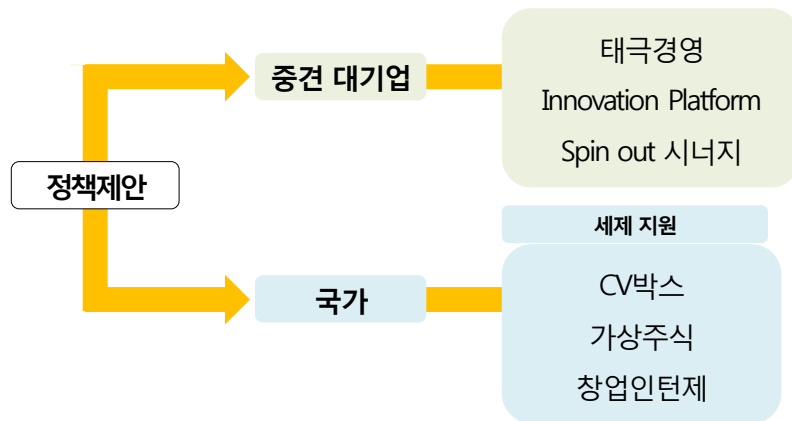 정책제안
중견 대기업
태극경영
Innovation Platform
Spin out 시너지
국가
세제 지원
CV박스
가상주식
창업인턴제